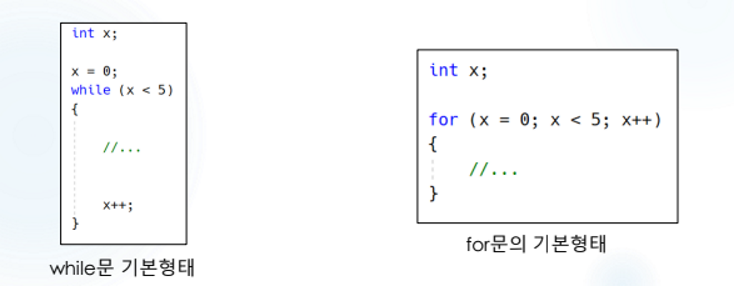 int x;
x = 0;
while (x < 5)
{
//...
x++;
}
while문 기본형태
int x;
for (x = 0; x < 5; x++)
{
//...
}
for문의 기본형태